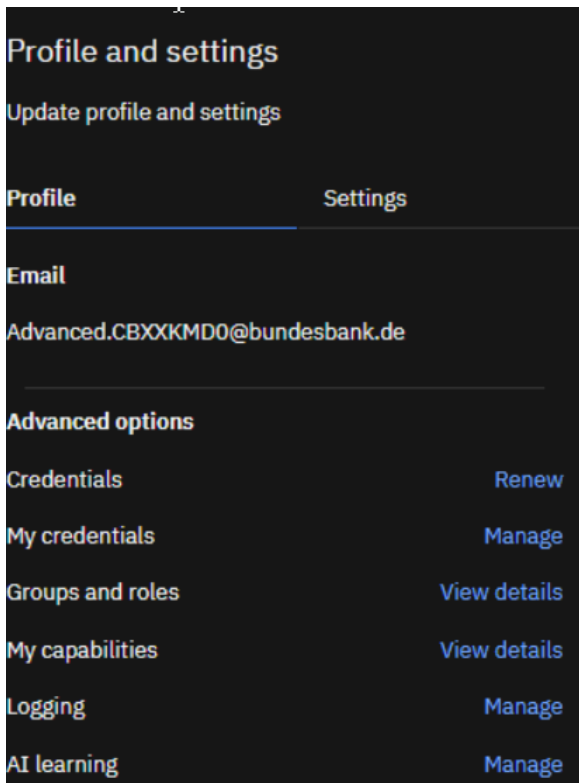 Profile and settings
Update profile and settings
Profile Settings
Email
Advanced.CBXXKMD0@bundesbank.de
Advanced options
Credentials Renew
My credentials Manage
Groups and roles View details
My capabilities View details
Logging Manage
AI learning Manage